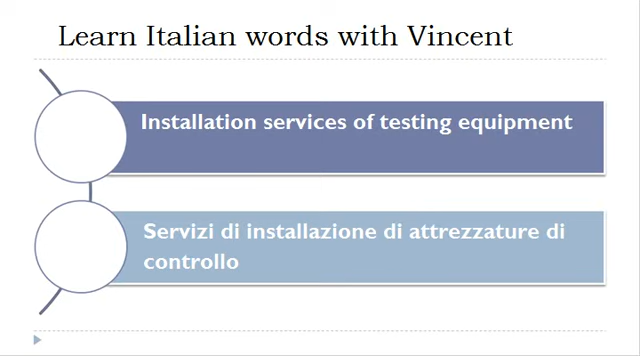 Learn Italian words with Vincent
Installation services of testing equipment
Servizi di installazione di attrezzature di
controllo